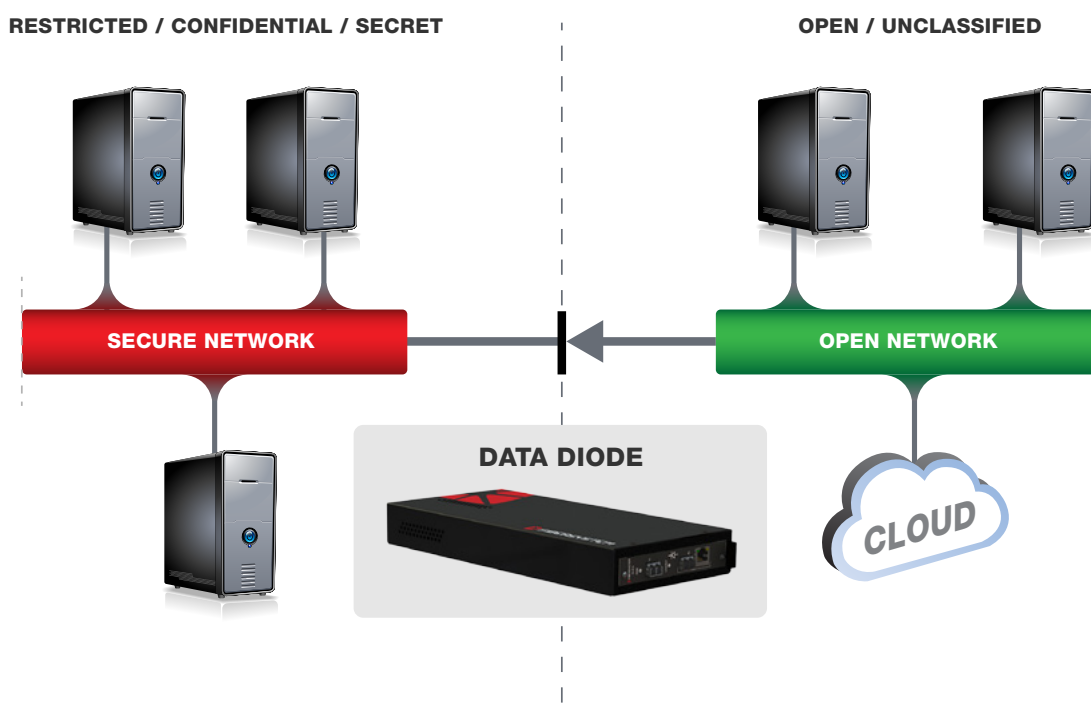 RESTRICTED / CONFIDENTIAL / SECRET
OPEN / UNCLASSIFIED
SECURE NETWORK
OPEN NETWORK
DATA DIODE
CLOUD